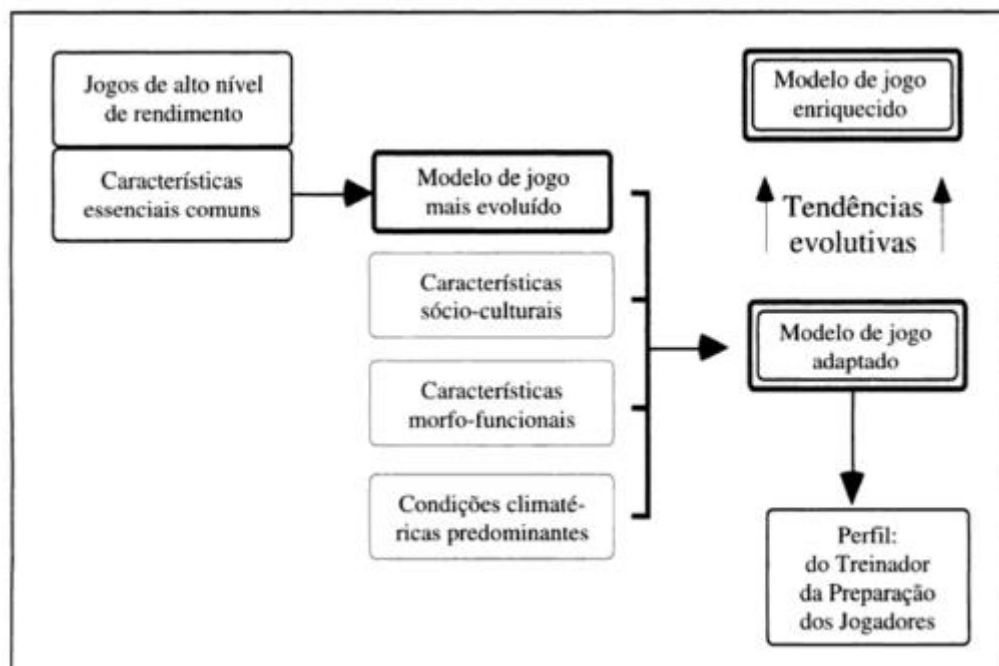 Jogos de alto nível
de rendimento
Características
essenciais comuns
Modelo de jogo
mais evoluído
Características
sócio-culturais
Características
morfo-funcionais
Condições climaté-
ricas predominantes
Modelo de jogo
enriquecido
Tendências
evolutivas
Modelo de jogo
adaptado
Perfil:
do Treinador
da Preparação
dos Jogadores